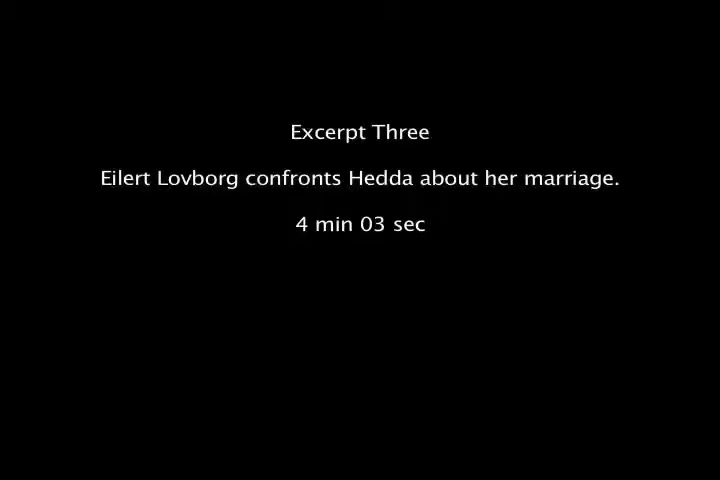 Excerpt Three
Eilert Lovborg confronts Hedda about her marriage.
4 min 03 sec